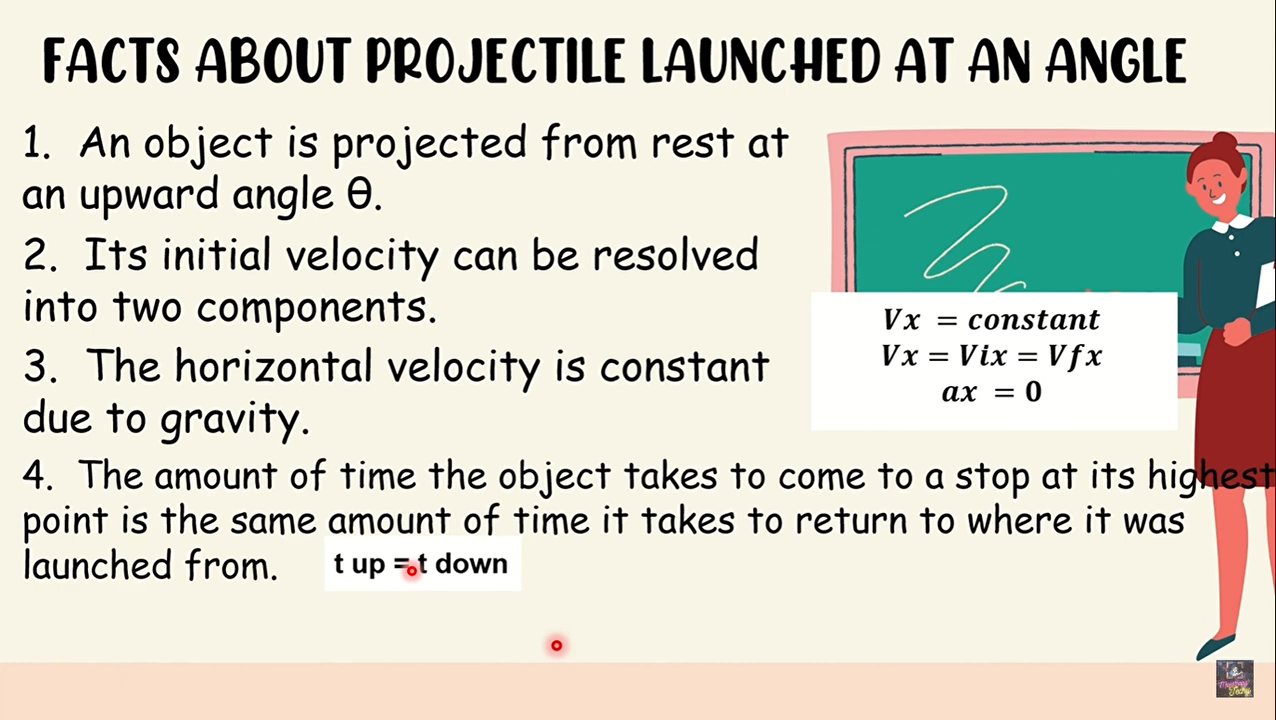 FACTS ABOUT PROJECTILE LAUNCHED AT AN ANGLE
1. An object is projected from rest at
an upward angle θ.
2. Its initial velocity can be resolved
into two components.
3. The horizontal velocity is constant
due to gravity.
Vx = constant
Vx = Vix = Vfx
ax = 0
4. The amount of time the object takes to come to a stop at its highest
point is the same amount of time it takes to return to where it was
launched from.
t up = t down